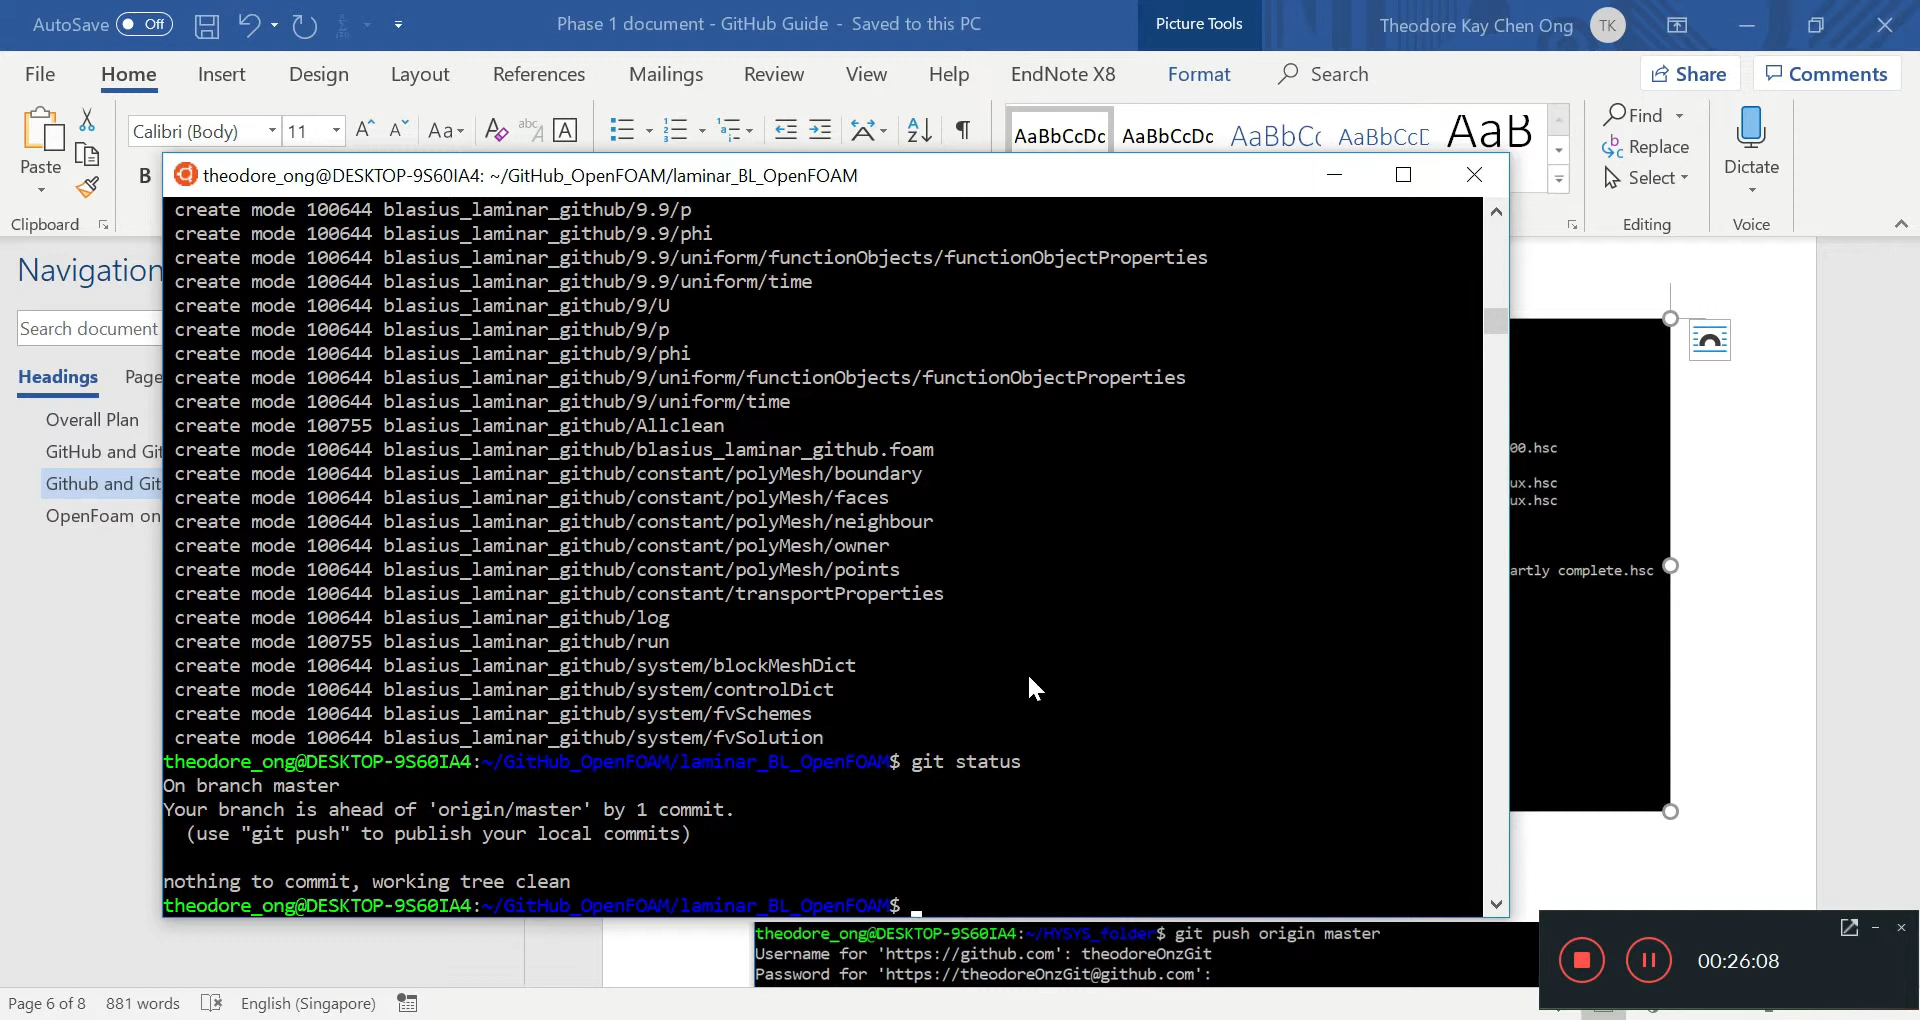 AutoSave Off
Phase 1 document - GitHub Guide - Saved to this PC
Picture Tools
Theodore Kay Chen Ong TK
File Home Insert Design Layout References Mailings Review View Help EndNote X8 Format Search
Share Comments
Calibri (Body) 11
AaBbCcDc AaBbCcDc AaBbC AaBbCcD AaB
Paste
B
Find
Replace
Select
Dictate
Clipboard
Editing
Voice
theodore_ong@DESKTOP-9S60IA4: ~/GitHub_OpenFOAM/laminar_BL_OpenFOAM
Navigation
Search document
Headings Page
Overall Plan
GitHub and Git
Github and Git
OpenFoam on
create mode 100644 blasius_laminar_github/9.9/p
create mode 100644 blasius_laminar_github/9.9/phi
create mode 100644 blasius_laminar_github/9.9/uniform/functionObjects/functionObjectProperties
create mode 100644 blasius_laminar_github/9.9/uniform/time
create mode 100644 blasius_laminar_github/9/U
create mode 100644 blasius_laminar_github/9/p
create mode 100644 blasius_laminar_github/9/phi
create mode 100644 blasius_laminar_github/9/uniform/functionObjects/functionObjectProperties
create mode 100644 blasius_laminar_github/9/uniform/time
create mode 100755 blasius_laminar_github/Allclean
create mode 100644 blasius_laminar_github/blasius_laminar_github.foam
create mode 100644 blasius_laminar_github/constant/polyMesh/boundary
create mode 100644 blasius_laminar_github/constant/polyMesh/faces
create mode 100644 blasius_laminar_github/constant/polyMesh/neighbour
create mode 100644 blasius_laminar_github/constant/polyMesh/owner
create mode 100644 blasius_laminar_github/constant/polyMesh/points
create mode 100644 blasius_laminar_github/constant/transportProperties
create mode 100644 blasius_laminar_github/log
create mode 100755 blasius_laminar_github/run
create mode 100644 blasius_laminar_github/system/blockMeshDict
create mode 100644 blasius_laminar_github/system/controlDict
create mode 100644 blasius_laminar_github/system/fvSchemes
create mode 100644 blasius_laminar_github/system/fvSolution
theodore_ong@DESKTOP-9S60IA4:~/GitHub_OpenFOAM/laminar_BL_OpenFOAM$ git status
On branch master
Your branch is ahead of 'origin/master' by 1 commit.
(use "git push" to publish your local commits)
nothing to commit, working tree clean
theodore_ong@DESKTOP-9S60IA4:~/GitHub_OpenFOAM/laminar_BL_OpenFOAM$
00.hsc
ux.hsc
ux.hsc
artly complete.hsc
theodore_ong@DESKTOP-9S60IA4:~/HYSYS_folder$ git push origin master
Username for 'https://github.com': theodoreOnzGit
Password for 'https://theodoreOnzGit@github.com':
00:26:08
Page 6 of 8 881 words English (Singapore)